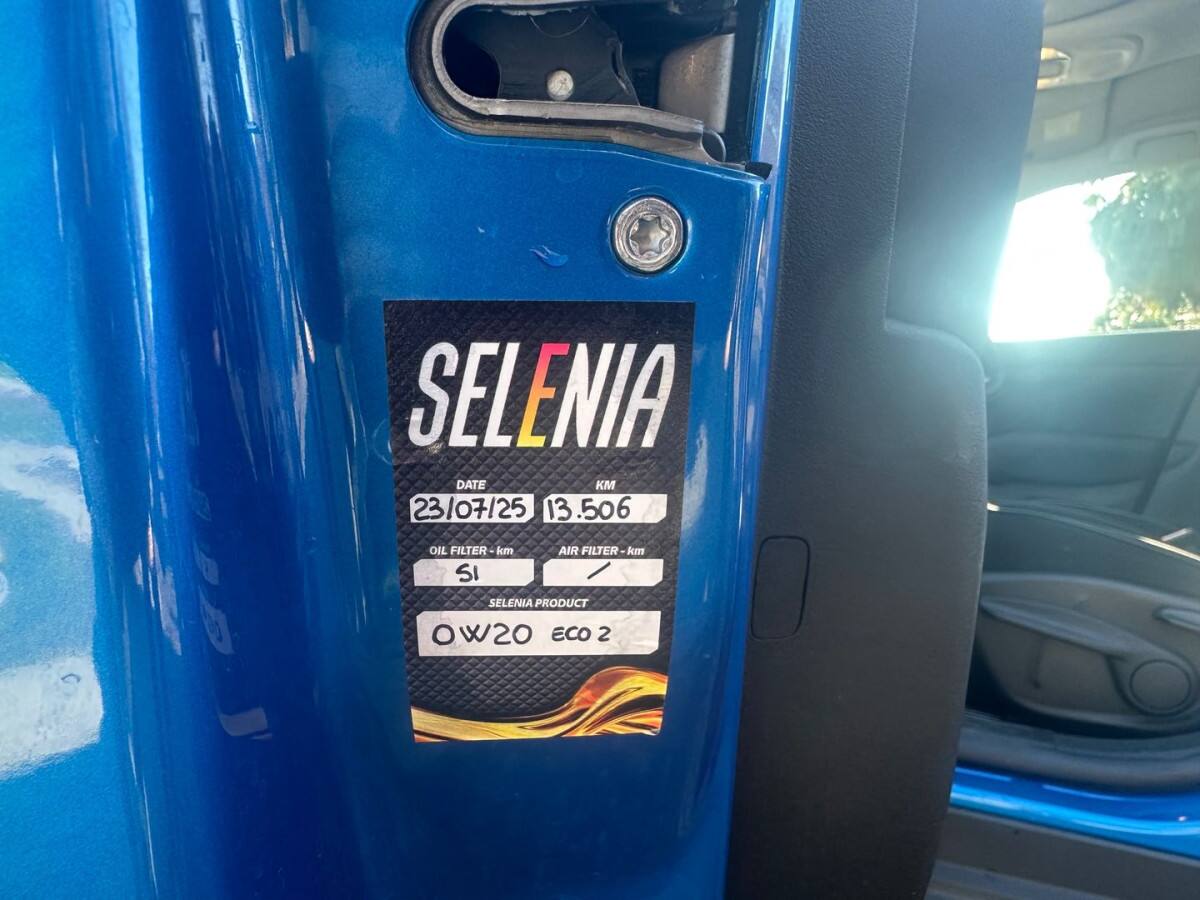 SELENIA
DATE KM
23/07/25 13.506
OIL FILTER - km AIR FILTER - km
SI /
SELENIA PRODUCT
0W20 ECO 2